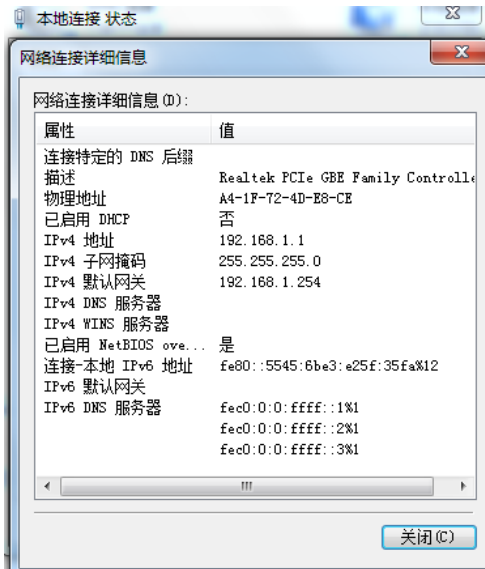 本地连接 状态
网络连接详细信息
网络连接详细信息(D):
属性 值
连接特定的 DNS 后缀
描述 Realtek PCIe GBE Family Controlle
物理地址 A4-1F-72-4D-E8-CE
已启用 DHCP 否
IPv4 地址 192.168.1.1
IPv4 子网掩码 255.255.255.0
IPv4 默认网关 192.168.1.254
IPv4 DNS 服务器
IPv4 WINS 服务器
已启用 NetBIOS ove... 是
连接-本地 IPv6 地址 fe80::5545:6be3:e25f:35fa%12
IPv6 默认网关
IPv6 DNS 服务器 fec0:0:0:ffff::1%1
fec0:0:0:ffff::2%1
fec0:0:0:ffff::3%1
关闭(C)